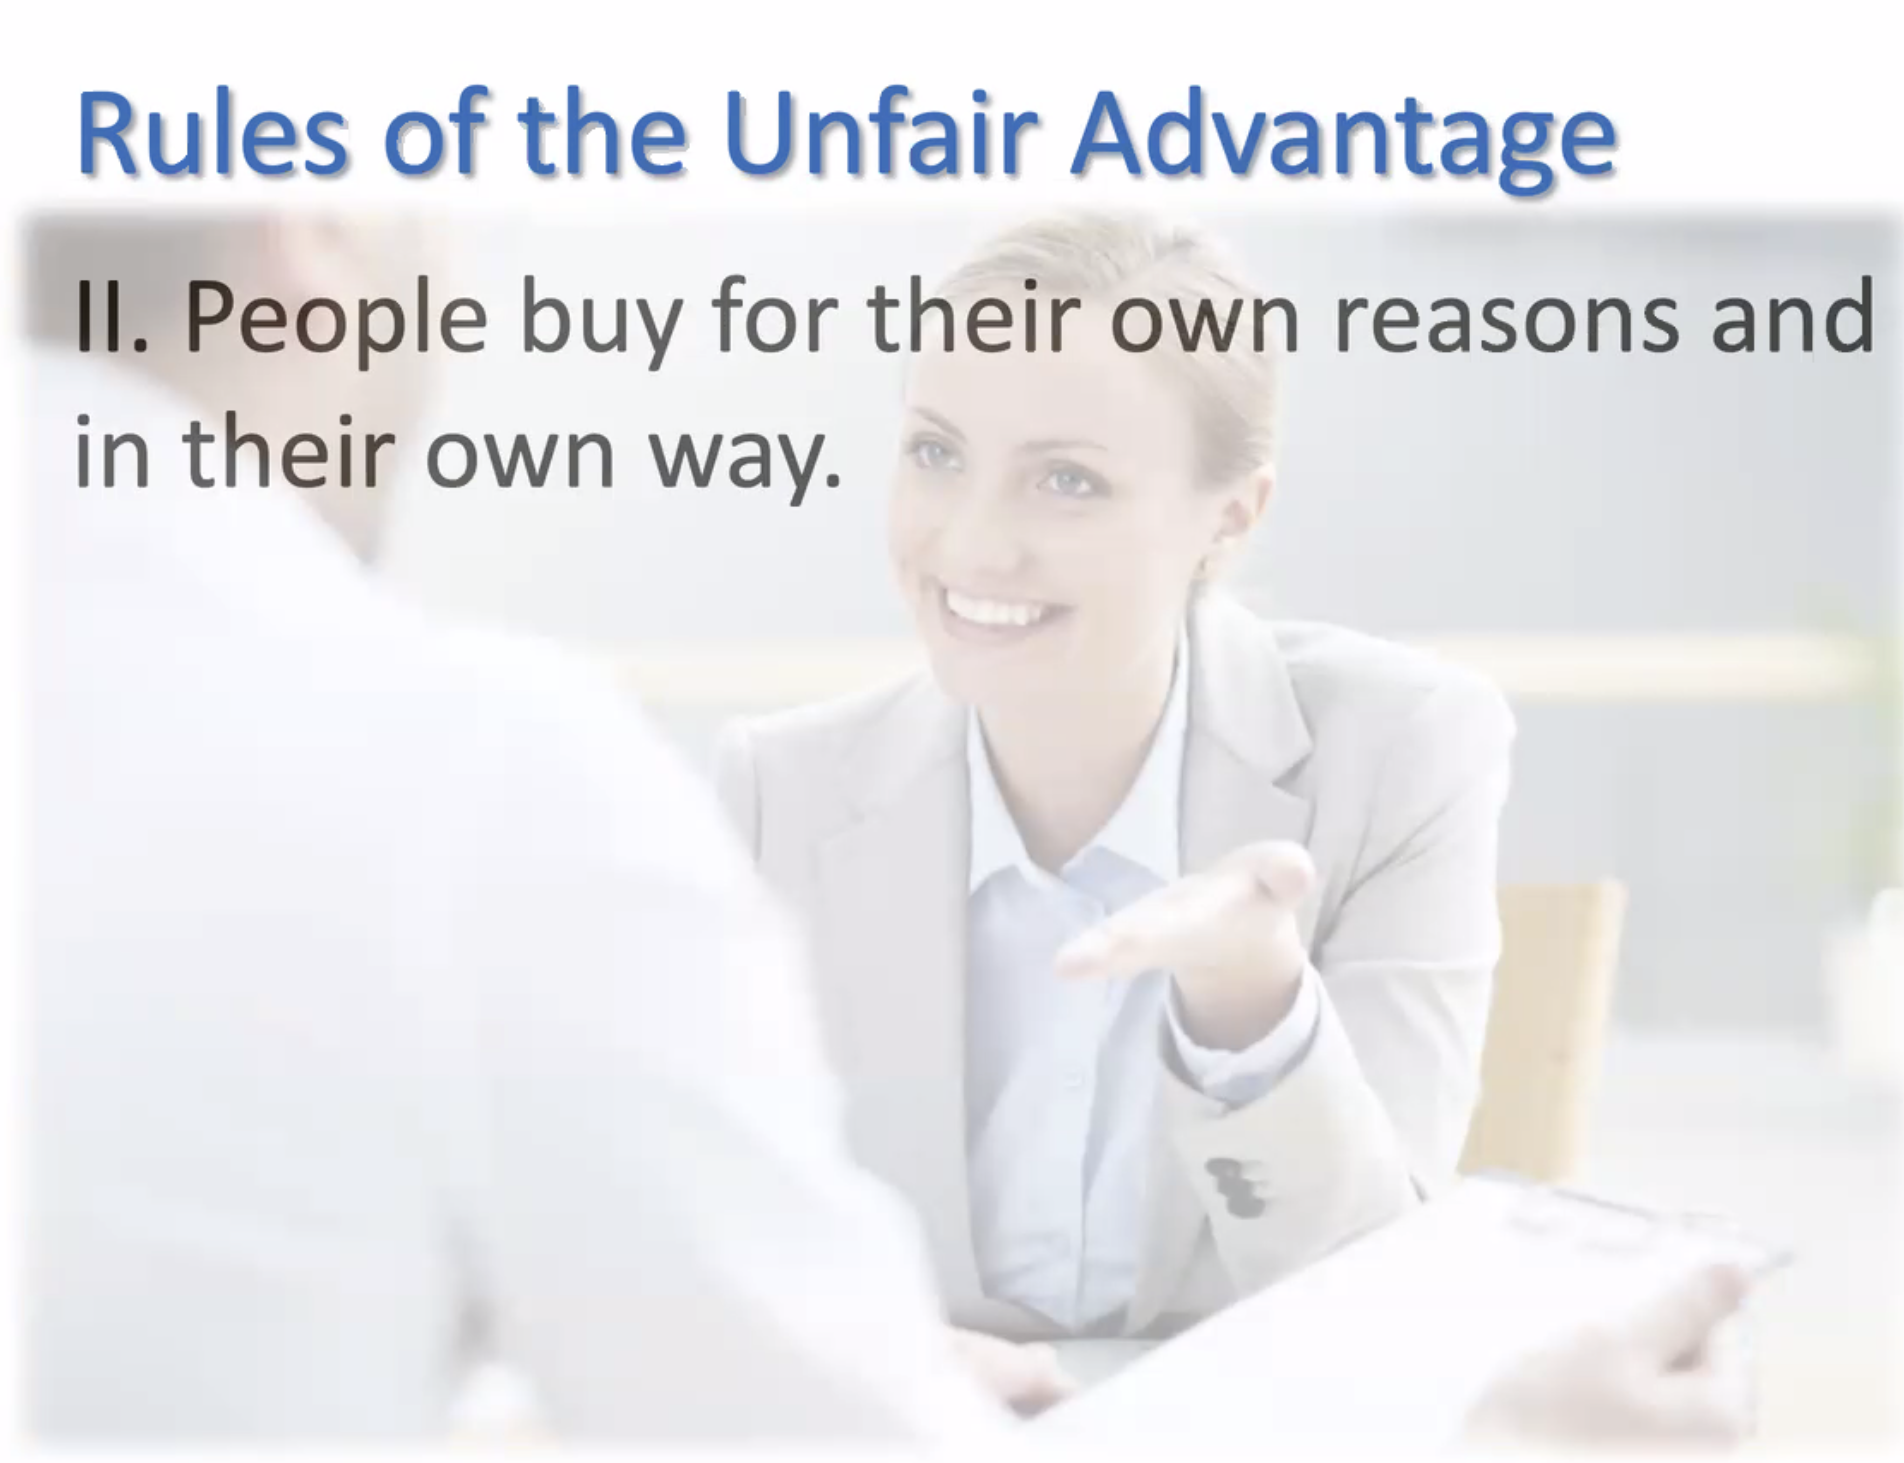 Rules of the Unfair Advantage
II. People buy for their own reasons and
in their own way.